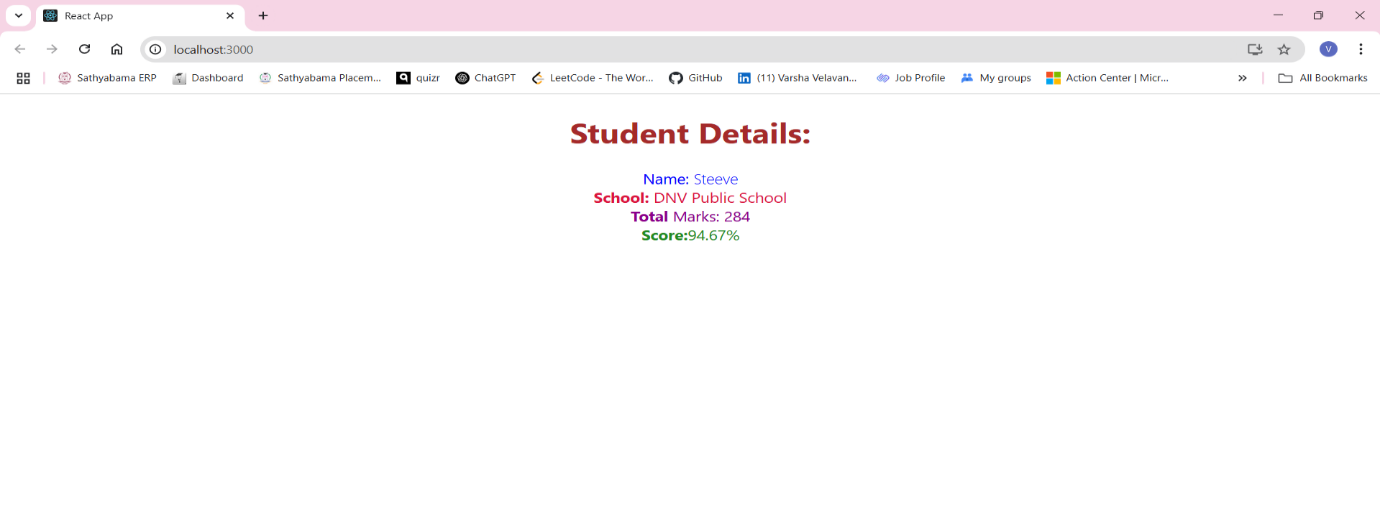 React App
localhost:3000
V
Sathyabama ERP Dashboard Sathyabama Placem... quizr ChatGPT LeetCode - The Wor... GitHub (11) Varsha Velavan... Job Profile My groups Action Center | Micr... » All Bookmarks
Student Details:
Name: Steeve
School: DNV Public School
Total Marks: 284
Score:94.67%